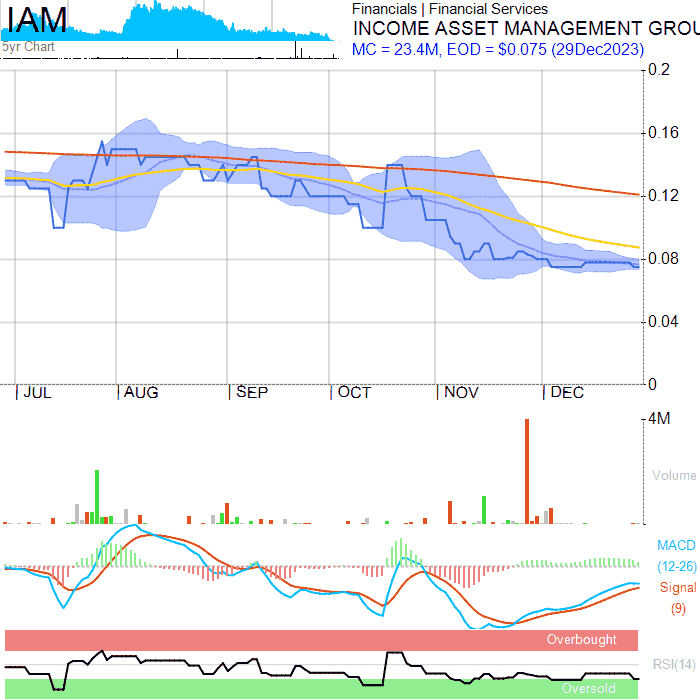 IAM
5yr Chart
Financials | Financial Services
INCOME ASSET MANAGEMENT GROU
MC = 23.4M, EOD = $0.075 (29Dec2023)
0.2
0.16
0.12
0.08
0.04
0
JUL AUG SEP OCT NOV DEC
4M
Volume
MACD
(12-26)
Signal
(9)
Overbought
RSI(14)
Oversold